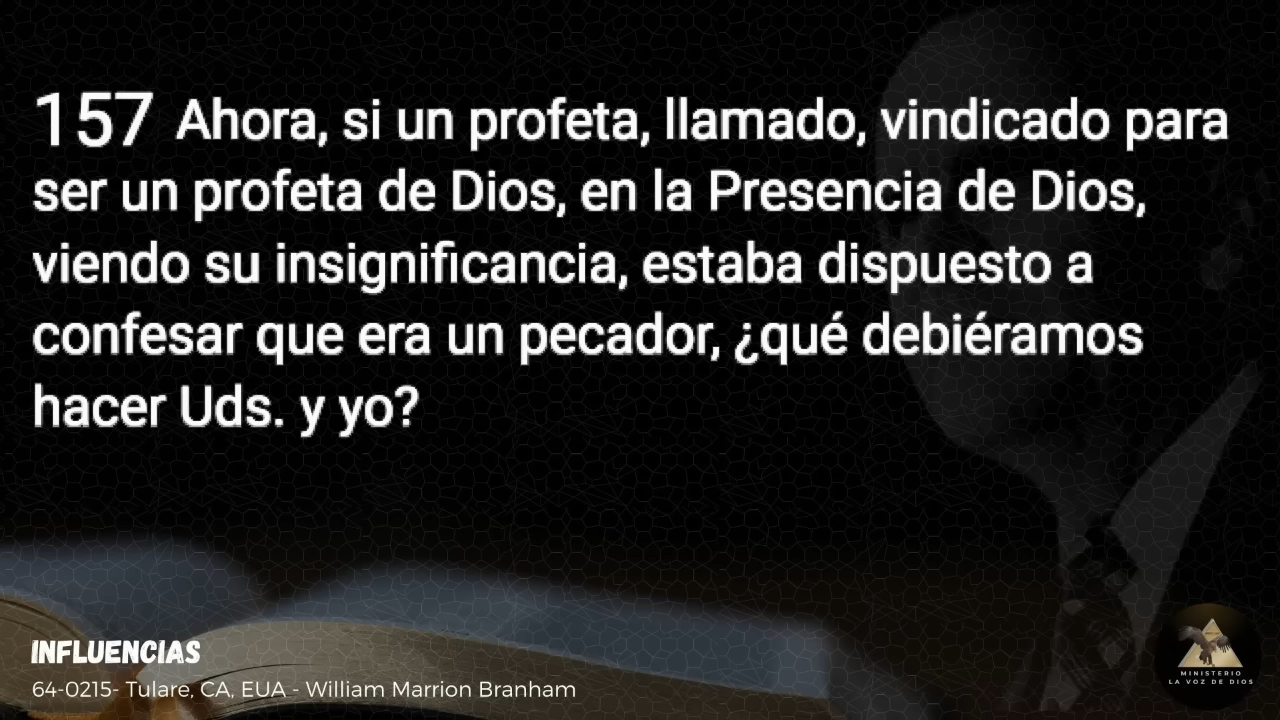 157 Ahora, si un profeta, llamado, vindicado para
ser un profeta de Dios, en la Presencia de Dios,
viendo su insignificancia, estaba dispuesto a
confesar que era un pecador, ¿qué debiéramos
hacer Uds. y yo?
INFLUENCIAS
64-0215- Tulare, CA, EUA - William Marrion Branham
MINISTERIO
LA VOZ DE DIOS